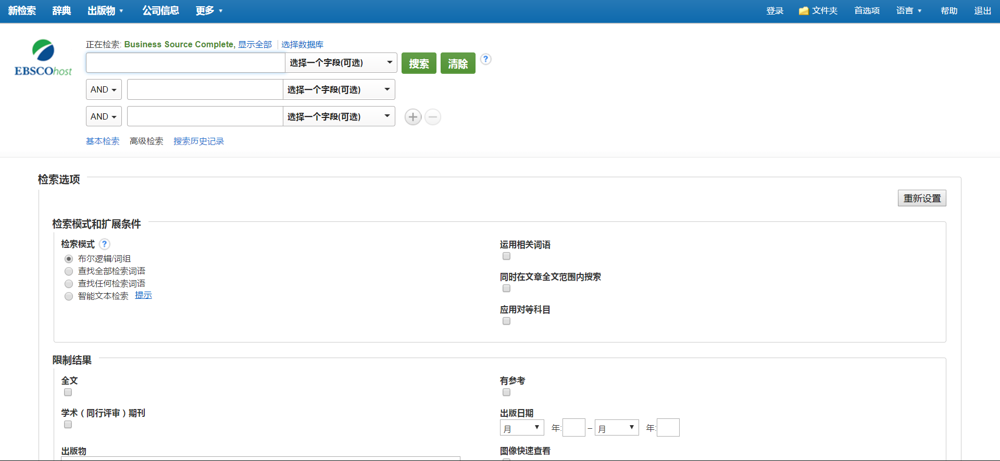 新检索 辞典 出版物 公司信息 更多 登录 文件夹 首选项 语言 帮助 退出
正在检索: Business Source Complete, 显示全部 选择数据库
EBSCOhost
选择一个字段(可选) 搜索 清除 ?
AND 选择一个字段(可选)
AND 选择一个字段(可选)
基本检索 高级检索 搜索历史记录
检索选项
重新设置
检索模式和扩展条件
检索模式 ?
布尔逻辑/词组
查找全部检索词语
查找任何检索词语
智能文本检索 提示
运用相关词语
同时在文章全文范围内搜索
应用对等科目
限制结果
全文
有参考
学术（同行评审）期刊
出版日期
月 年: – 月 年:
出版物
图像快速查看